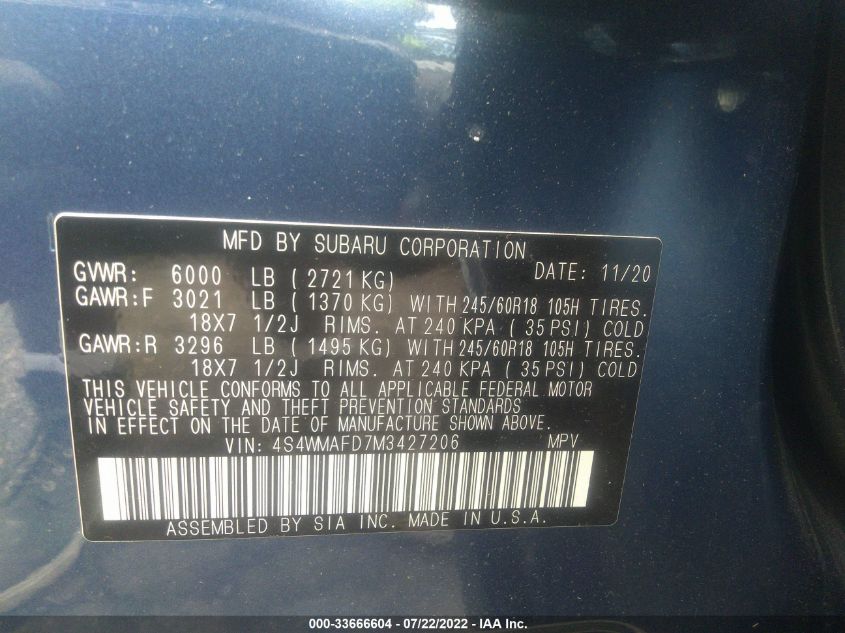 MFD BY SUBARU CORPORATION
GVWR: 6000 LB ( 2721 KG) DATE: 11/20
GAWR:F 3021 LB ( 1370 KG) WITH 245/60R18 105H TIRES.
18X7 1/2J RIMS. AT 240 KPA ( 35 PSI) COLD
GAWR:R 3296 LB ( 1495 KG) WITH 245/60R18 105H TIRES.
18X7 1/2J RIMS. AT 240 KPA ( 35 PSI) COLD
THIS VEHICLE CONFORMS TO ALL APPLICABLE FEDERAL MOTOR
VEHICLE SAFETY AND THEFT PREVENTION STANDARDS
IN EFFECT ON THE DATE OF MANUFACTURE SHOWN ABOVE.
VIN: 4S4WMAFD7M3427206 MPV
ASSEMBLED BY SIA INC. MADE IN U.S.A.
000-33666604 / 07/22/2022 - IAA Inc.